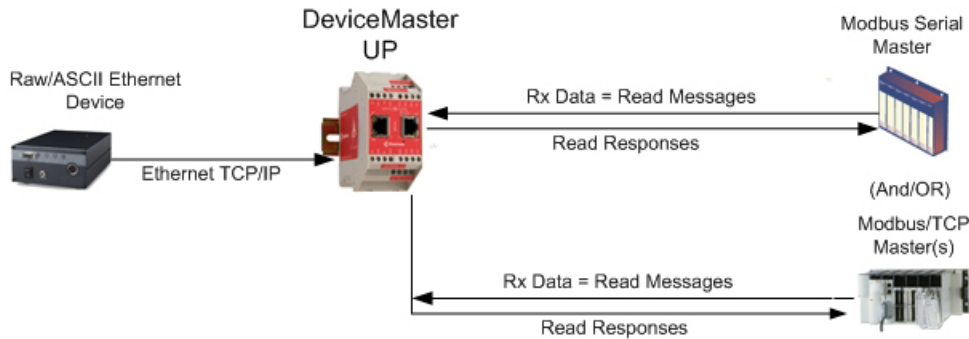 DeviceMaster
UP
Raw/ASCII Ethernet
Device
Ethernet TCP/IP
Modbus Serial
Master
Rx Data = Read Messages
Read Responses
(And/OR)
Modbus/TCP
Master(s)
Rx Data = Read Messages
Read Responses